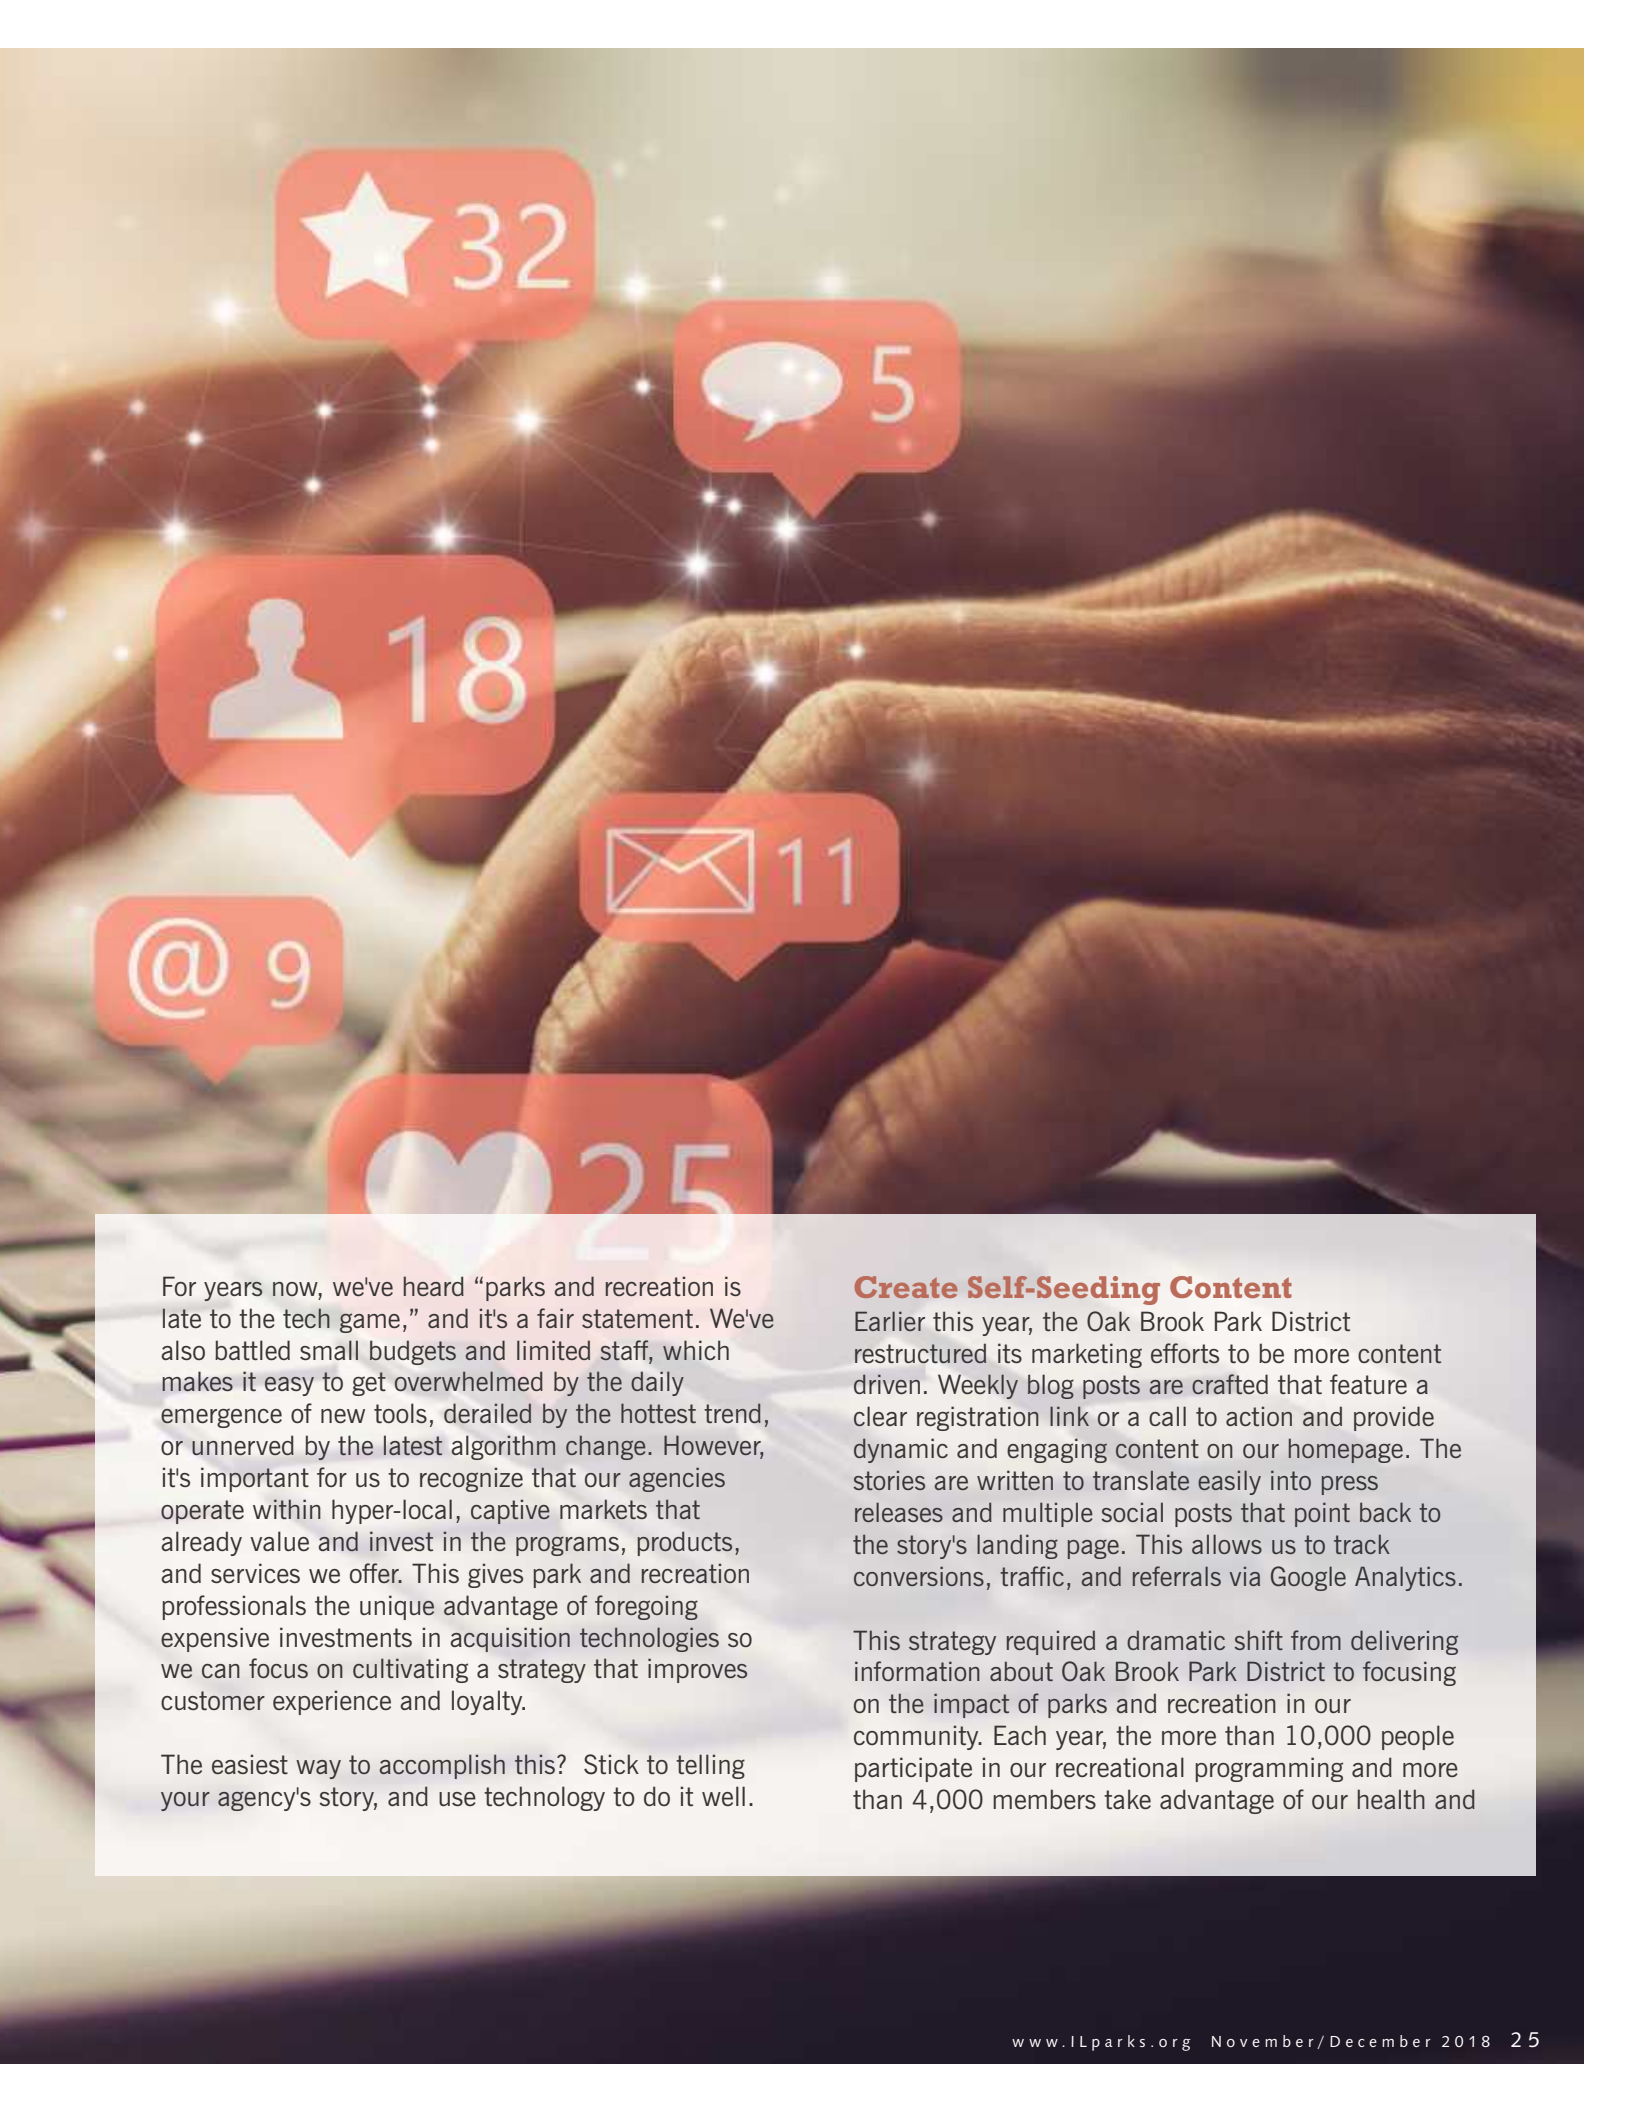 32
5
18
11
@ 9
25
For years now, we've heard “parks and recreation is
late to the tech game,” and it's a fair statement. We've
also battled small budgets and limited staff, which
makes it easy to get overwhelmed by the daily
emergence of new tools, derailed by the hottest trend,
or unnerved by the latest algorithm change. However,
it's important for us to recognize that our agencies
operate within hyper-local, captive markets that
already value and invest in the programs, products,
and services we offer. This gives park and recreation
professionals the unique advantage of foregoing
expensive investments in acquisition technologies so
we can focus on cultivating a strategy that improves
customer experience and loyalty.
The easiest way to accomplish this?  Stick to telling
your agency's story, and use technology to do it well.
Create Self-Seeding Content
Earlier this year, the Oak Brook Park District
restructured its marketing efforts to be more content
driven. Weekly blog posts are crafted that feature a
clear registration link or a call to action and provide
dynamic and engaging content on our homepage. The
stories are written to translate easily into press
releases and multiple social posts that point back to
the story's landing page. This allows us to track
conversions, traffic, and referrals via Google Analytics.
This strategy required a dramatic shift from delivering
information about Oak Brook Park District to focusing
on the impact of parks and recreation in our
community. Each year, the more than 10,000 people
participate in our recreational programming and more
than 4,000 members take advantage of our health and
www.ILparks.org November/December 2018 25